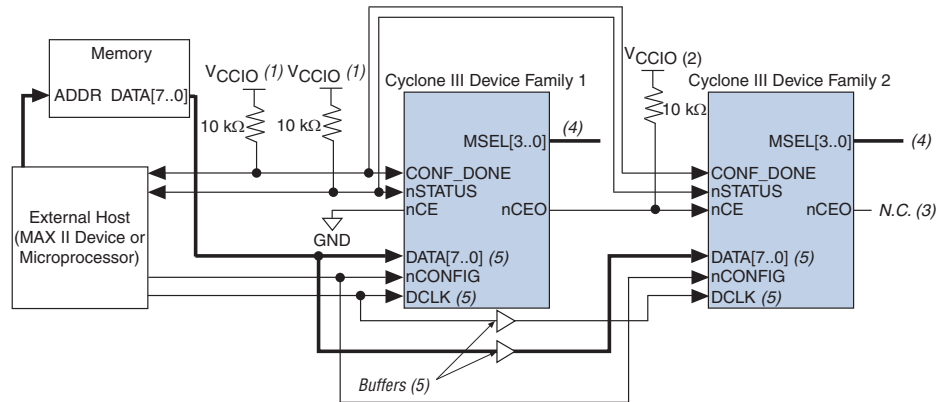 Memory
ADDR DATA[7..0]
VCCIO (1) VCCIO (1)
10 kΩ
10 kΩ
Cyclone III Device Family 1
MSEL[3..0]
(4)
CONF_DONE
nSTATUS
nCE
nCEO
GND
DATA[7..0] (5)
nCONFIG
DCLK (5)
External Host
(MAX II Device or
Microprocessor)
VCCIO (2)
10 kΩ
Cyclone III Device Family 2
MSEL[3..0]
(4)
CONF_DONE
nSTATUS
nCE
nCEO
N.C. (3)
DATA[7..0] (5)
nCONFIG
DCLK (5)
Buffers (5)